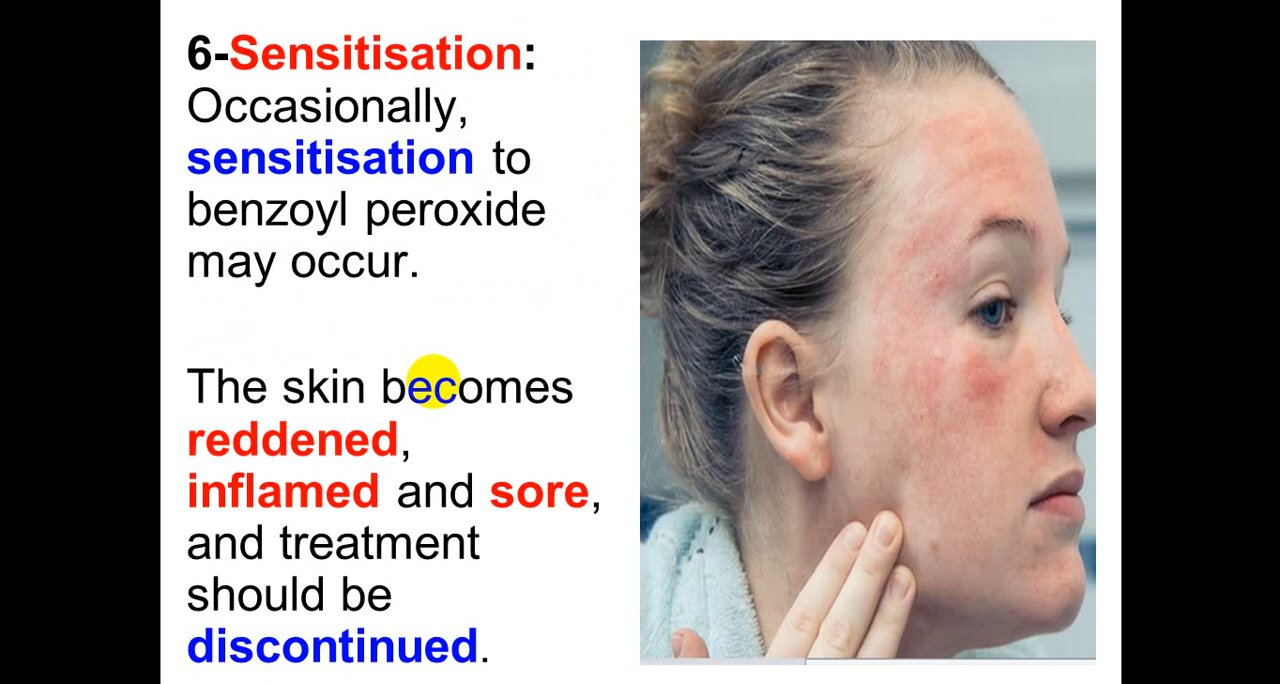 6-Sensitisation:
Occasionally,
sensitisation to
benzoyl peroxide
may occur.
The skin becomes
reddened,
inflamed and sore,
and treatment
should be
discontinued.